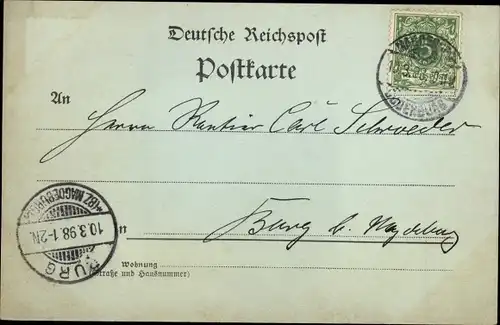 Deutsche Reichspost
Postkarte
An
Herrn Rentier Carl Schroeder
n Burg b. Magdeburg
Wohnung
(Straße und Hausnummer)
* (BZ. MAGDEBURG) *
10.3.98.1-2N.
BURG
5